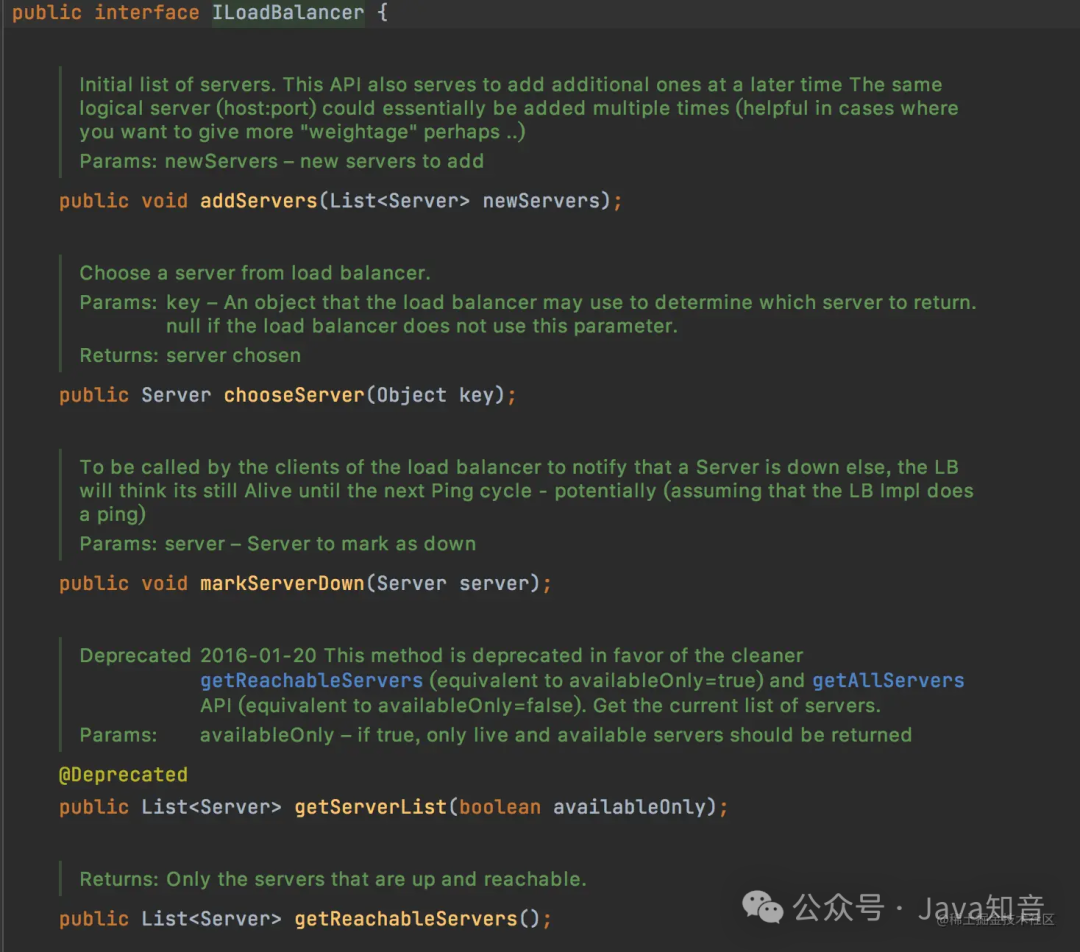 public interface ILoadBalancer {
Initial list of servers. This API also serves to add additional ones at a later time The same
logical server (host:port) could essentially be added multiple times (helpful in cases where
you want to give more "weightage" perhaps ..)
Params: newServers – new servers to add
public void addServers(List<Server> newServers);
Choose a server from load balancer.
Params: key – An object that the load balancer may use to determine which server to return.
null if the load balancer does not use this parameter.
Returns: server chosen
public Server chooseServer(Object key);
To be called by the clients of the load balancer to notify that a Server is down else, the LB
will think its still Alive until the next Ping cycle - potentially (assuming that the LB Impl does
a ping)
Params: server – Server to mark as down
public void markServerDown(Server server);
Deprecated 2016-01-20 This method is deprecated in favor of the cleaner
getReachableServers (equivalent to availableOnly=true) and getAllServers
API (equivalent to availableOnly=false). Get the current list of servers.
Params: availableOnly – if true, only live and available servers should be returned
@Deprecated
public List<Server> getServerList(boolean availableOnly);
Returns: Only the servers that are up and reachable.
public List<Server> getReachableServers();
公众号 · Java知音
@稀土掘金技术社区